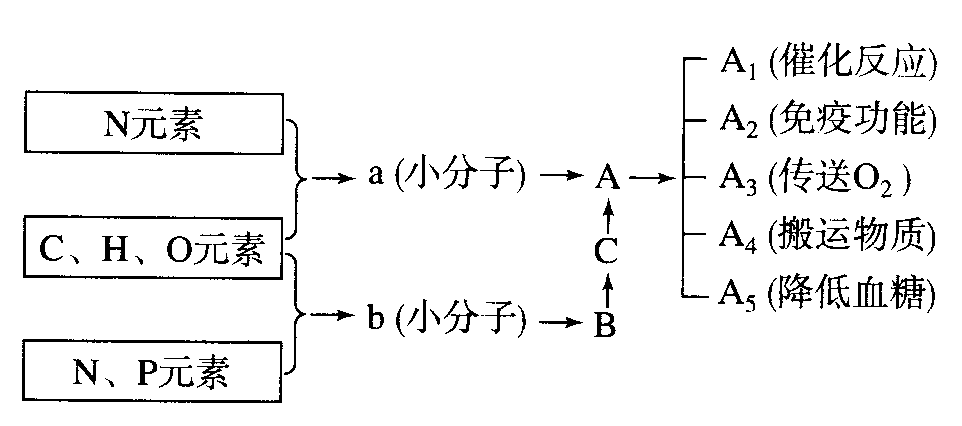 N元素
C、H、O元素
N、P元素
a (小分子)
b (小分子)
A
C
B
A₁ (催化反应)
A₂ (免疫功能)
A₃ (传送O₂ )
A₄ (搬运物质)
A₅ (降低血糖)